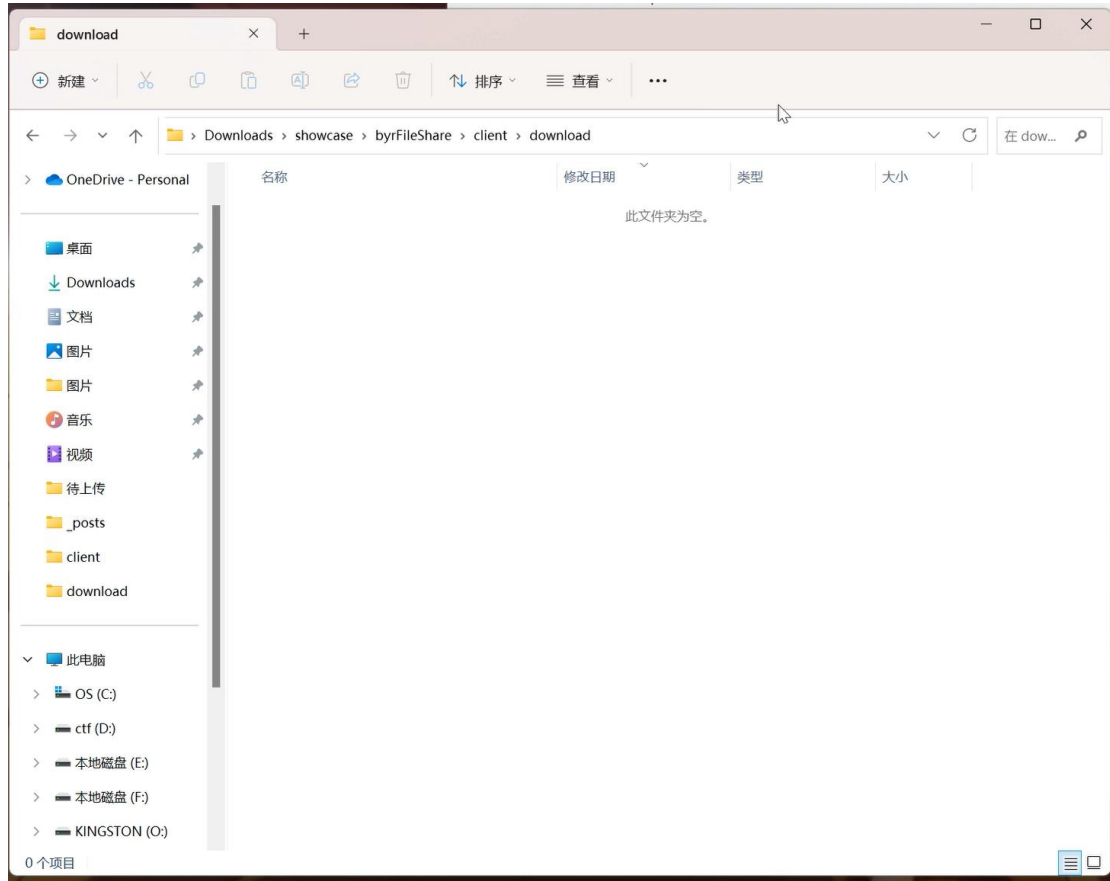 download
新建
排序
查看
Downloads > showcase > byrFileShare > client > download
在 dow...
OneDrive - Personal
名称
修改日期
类型
大小
此文件夹为空。
桌面
Downloads
文档
图片
图片
音乐
视频
待上传
_posts
client
download
此电脑
OS (C:)
ctf (D:)
本地磁盘 (E:)
本地磁盘 (F:)
KINGSTON (O:)
0 个项目